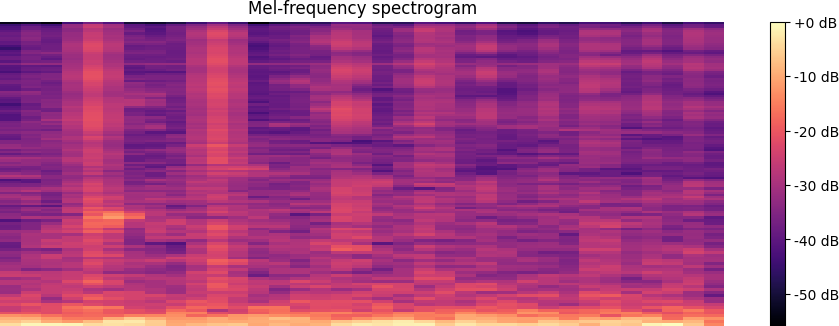 Mel-frequency spectrogram
+0 dB
-10 dB
-20 dB
-30 dB
-40 dB
-50 dB